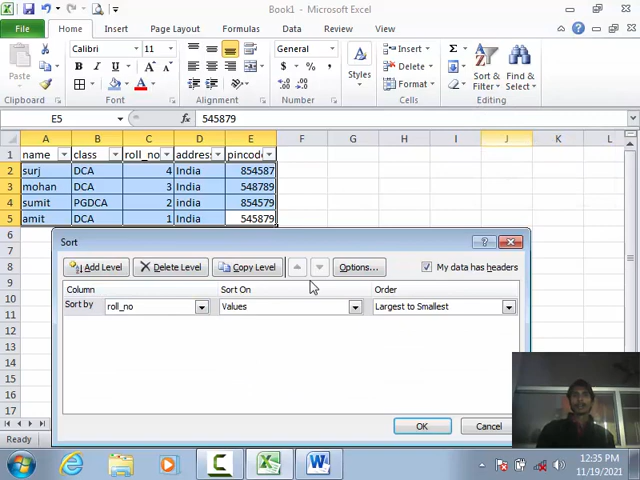 Book1 - Microsoft Excel
File Home Insert Page Layout Formulas Data Review View
Paste
Calibri 11
B I U
A A
General
$ % ,
Styles
Insert
Delete
Format
Sort & Filter
Find & Select
Clipboard Font Alignment Number Cells Editing
E5 545879
A B C D E F G H I J K L
1 name class roll_no address pincode
2 surj DCA 4 India 854587
3 mohan DCA 3 India 548789
4 sumit PGDCA 2 India 854579
5 amit DCA 1 India 545879
6
7
8
9
10
11
12
13
14
15
16
17
Sort
Add Level Delete Level Copy Level Options... My data has headers
Column Sort On Order
Sort by roll_no Values Largest to Smallest
OK Cancel
Ready
12:35 PM
11/19/2021